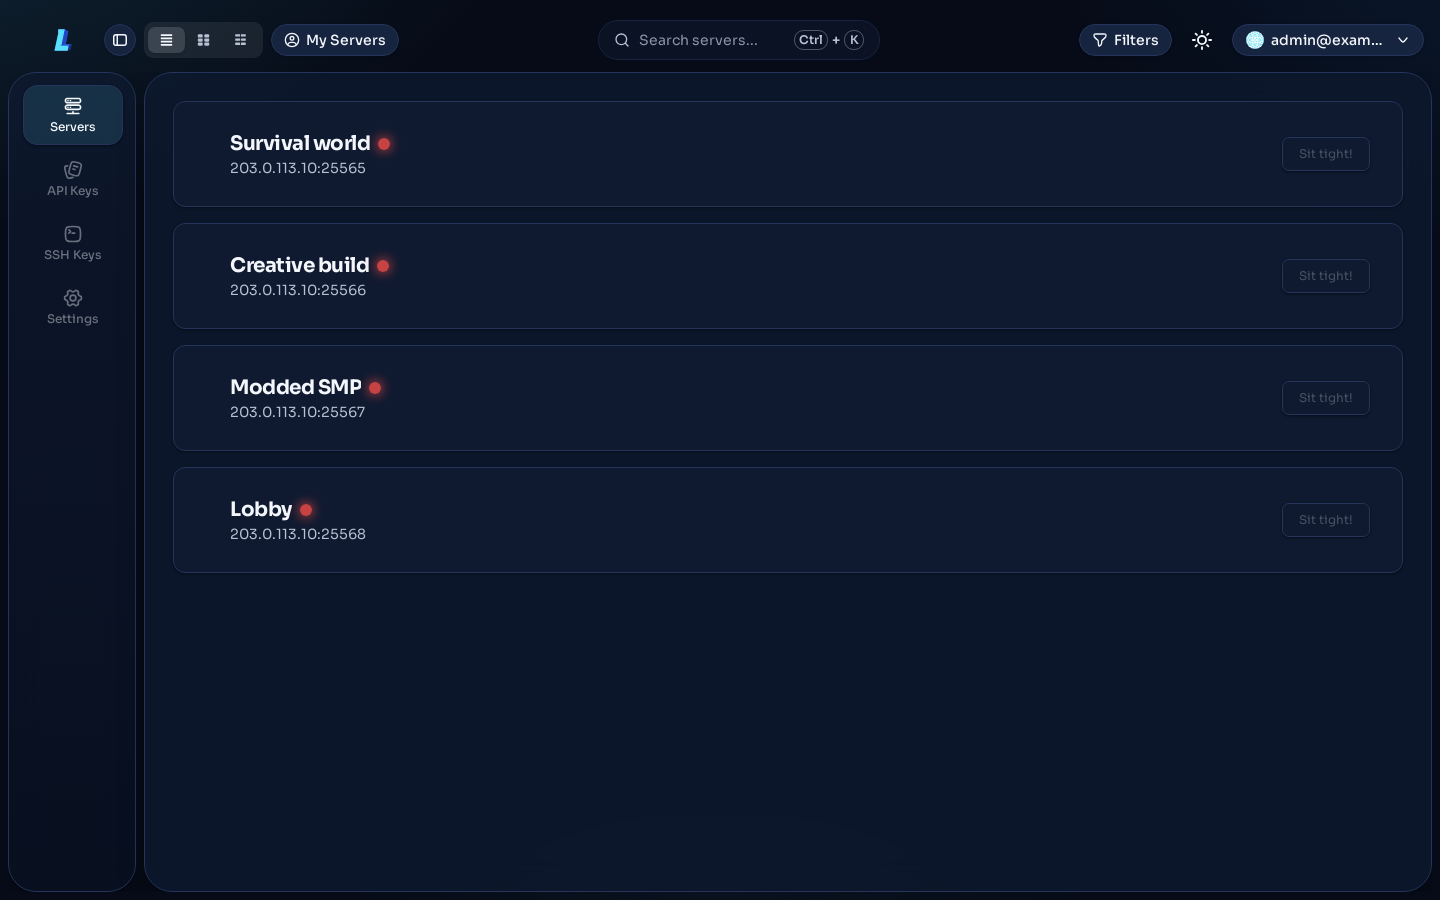 L
My Servers
Search servers...
Ctrl + K
Filters
admin@exam...
Servers
API Keys
SSH Keys
Settings
Survival world
203.0.113.10:25565
Sit tight!
Creative build
203.0.113.10:25566
Sit tight!
Modded SMP
203.0.113.10:25567
Sit tight!
Lobby
203.0.113.10:25568
Sit tight!